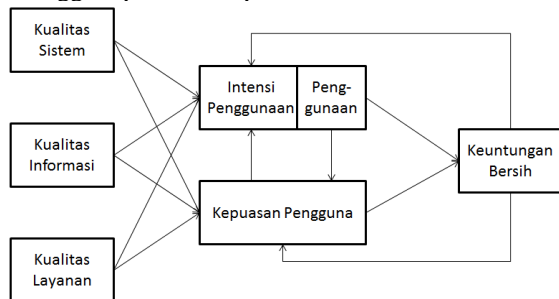 Kualitas
Sistem
Intensi
Penggunaan
Peng-
gunaan
Kualitas
Informasi
Keuntungan
Bersih
Kepuasan Pengguna
Kualitas
Layanan